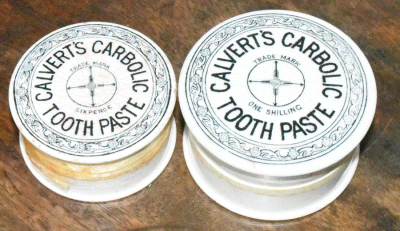 CALVERT'S CARBOLIC
TRADE MARK
SIXPENCE
TOOTH PASTE
CALVERT'S CARBOLIC
TRADE MARK
ONE SHILLING
TOOTH PASTE